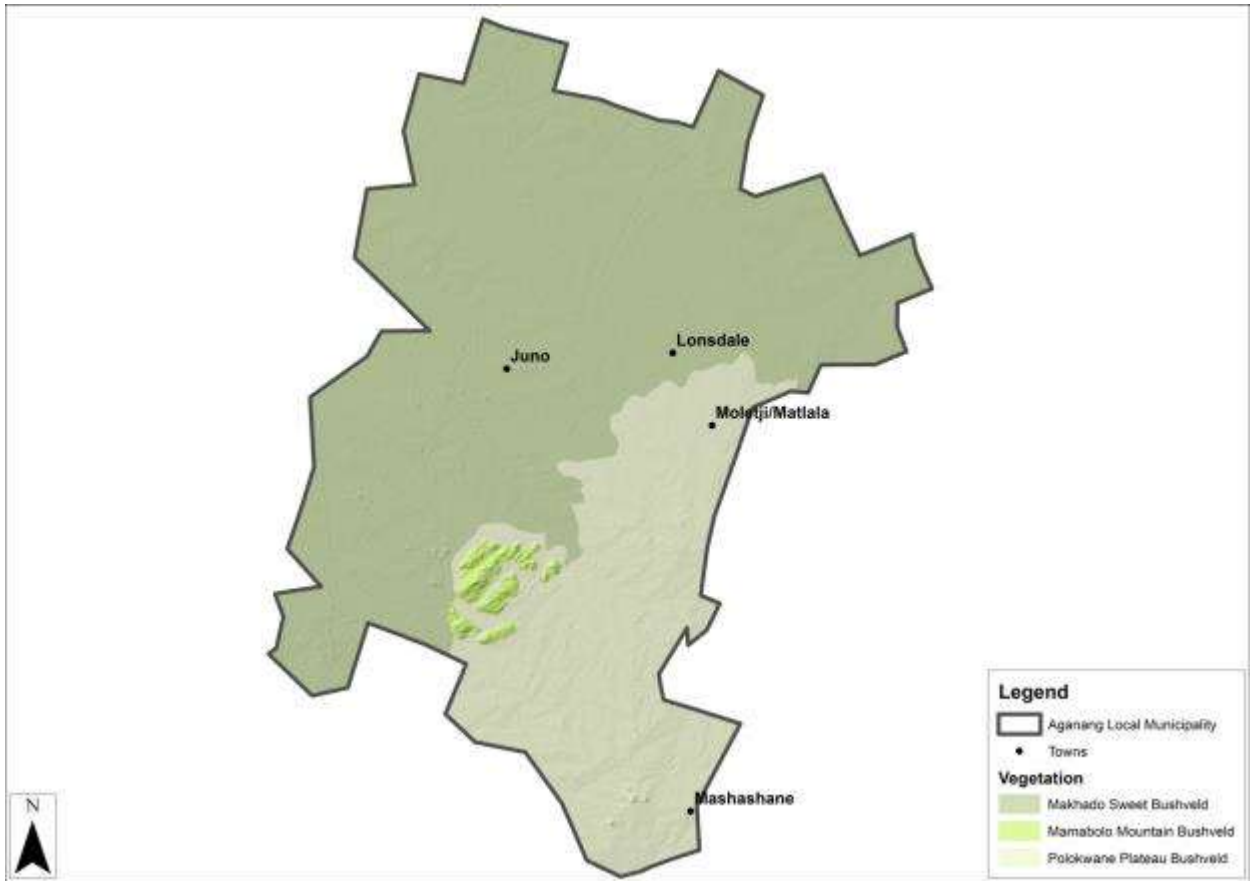 Lonsdale
Juno
Moletji/Matlala
Mashashane
Legend
Aganang Local Municipality
Towns
Vegetation
Makhado Sweet Bushveld
Mamabolo Mountain Bushveld
Polokwane Plateau Bushveld
N